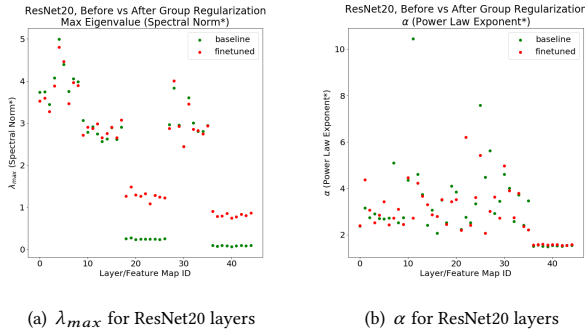 ResNet20, Before vs After Group Regularization
Max Eigenvalue (Spectral Norm*)
baseline
finetuned
λmax (Spectral Norm*)
5
4
3
2
1
0
0 10 20 30 40
Layer/Feature Map ID
(a) λmax for ResNet20 layers
ResNet20, Before vs After Group Regularization
α (Power Law Exponent*)
baseline
finetuned
α (Power Law Exponent*)
10
8
6
4
2
0 10 20 30 40
Layer/Feature Map ID
(b) α for ResNet20 layers